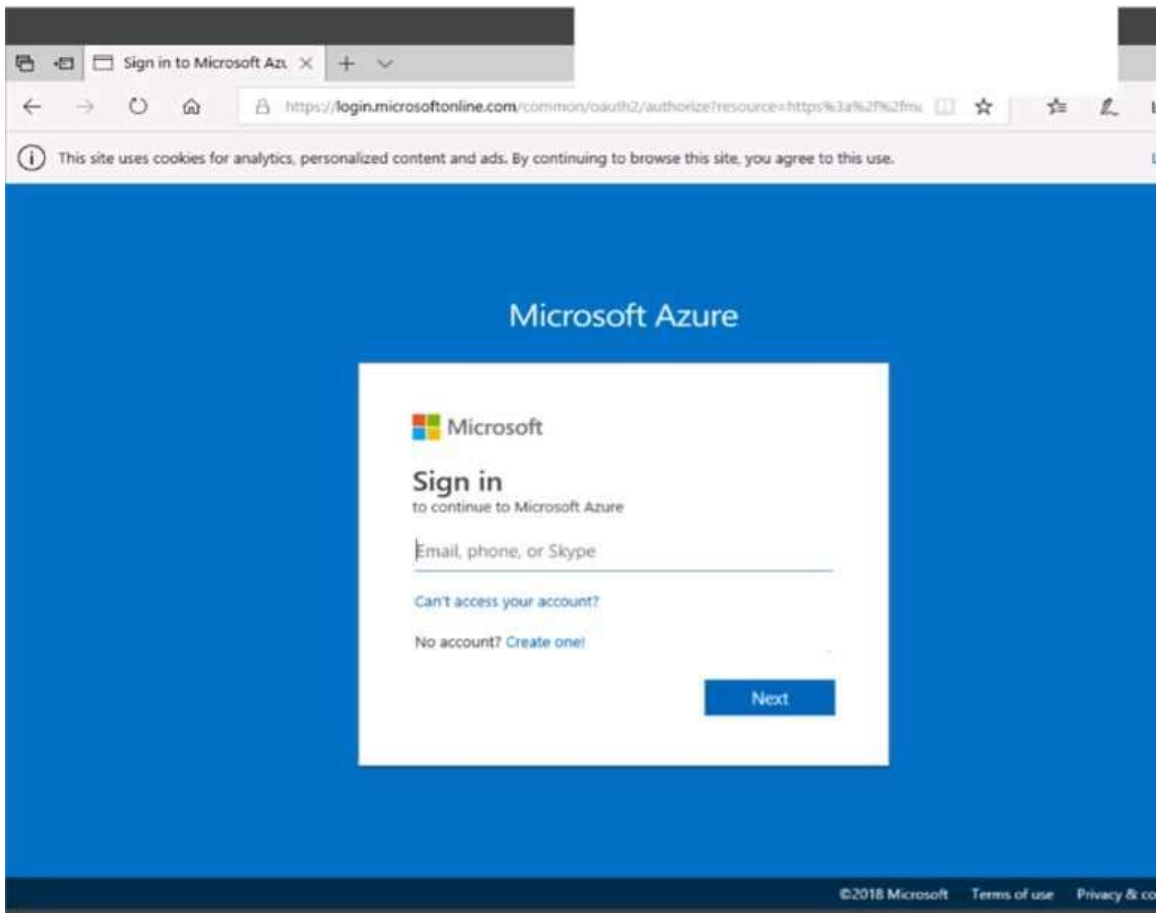 Sign in to Microsoft Azu
https://login.microsoftonline.com/common/oauth2/authorize?resource=https%3a%2f%2fma
This site uses cookies for analytics, personalized content and ads. By continuing to browse this site, you agree to this use.
Microsoft Azure
Microsoft
Sign in
to continue to Microsoft Azure
Email, phone, or Skype
Can't access your account?
No account? Create one!
Next
©2018 Microsoft Terms of use Privacy & co